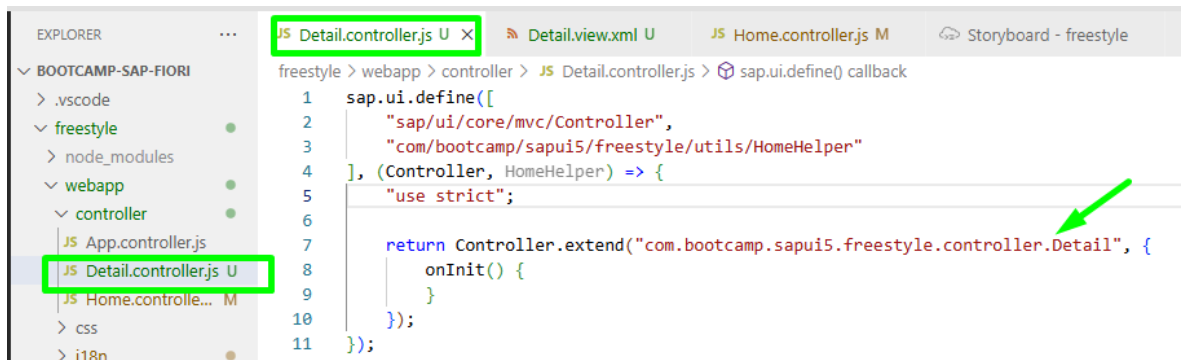 EXPLORER ...
JS Detail.controller.js U × Detail.view.xml U JS Home.controller.js M Storyboard - freestyle
BOOTCAMP-SAP-FIORI
freestyle > webapp > controller > JS Detail.controller.js > sap.ui.define() callback
> .vscode
freestyle
> node_modules
webapp
controller
JS App.controller.js
JS Detail.controller.js U
JS Home.controlle... M
> css
> i18n
1 sap.ui.define([
2 "sap/ui/core/mvc/Controller",
3 "com/bootcamp/sapui5/freestyle/utils/HomeHelper"
4 ], (Controller, HomeHelper) => {
5 "use strict";
6
7 return Controller.extend("com.bootcamp.sapui5.freestyle.controller.Detail", {
8 onInit() {
9 }
10 });
11 });